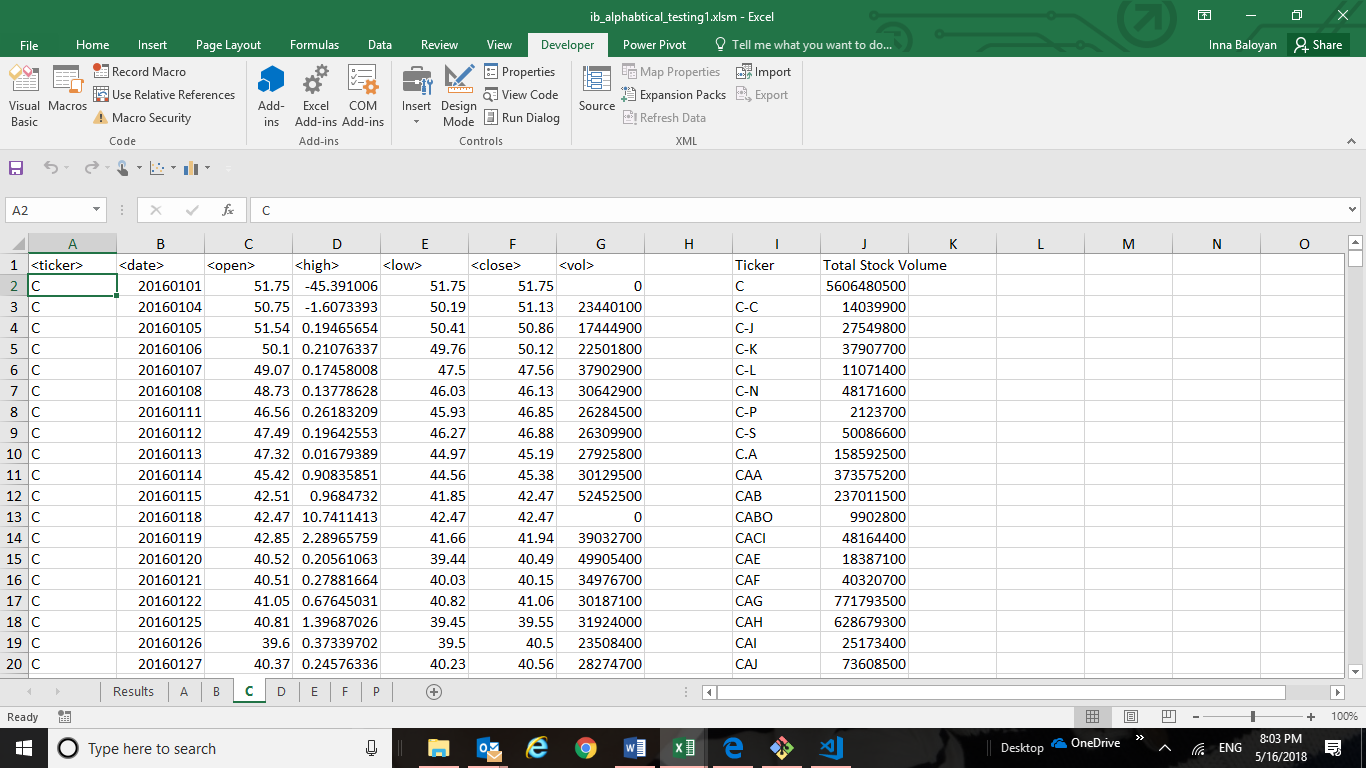 ib_alphabtical_testing1.xlsm - Excel
File Home Insert Page Layout Formulas Data Review View Developer Power Pivot Tell me what you want to do... Inna Baloyan Share
Visual Basic
Macros
Record Macro
Use Relative References
Macro Security
Code
Add-ins
Excel Add-ins
COM Add-ins
Add-ins
Insert
Design Mode
Properties
View Code
Run Dialog
Controls
Source
Map Properties
Expansion Packs
Refresh Data
Import
Export
XML
A2 fx C
A B C D E F G H I J K L M N O
1 <ticker> <date> <open> <high> <low> <close> <vol> Ticker Total Stock Volume
2 C 20160101 51.75 -45.391006 51.75 51.75 0 C 5606480500
3 C 20160104 50.75 -1.6073393 50.19 51.13 23440100 C-C 14039900
4 C 20160105 51.54 0.19465654 50.41 50.86 17444900 C-J 27549800
5 C 20160106 50.1 0.21076337 49.76 50.12 22501800 C-K 37907700
6 C 20160107 49.07 0.17458008 47.5 47.56 37902900 C-L 11071400
7 C 20160108 48.73 0.13778628 46.03 46.13 30642900 C-N 48171600
8 C 20160111 46.56 0.26183209 45.93 46.85 26284500 C-P 2123700
9 C 20160112 47.49 0.19642553 46.27 46.88 26309900 C-S 50086600
10 C 20160113 47.32 0.01679389 44.97 45.19 27925800 C.A 158592500
11 C 20160114 45.42 0.90835851 44.56 45.38 30129500 CAA 373575200
12 C 20160115 42.51 0.9684732 41.85 42.47 52452500 CAB 237011500
13 C 20160118 42.47 10.7411413 42.47 42.47 0 CABO 9902800
14 C 20160119 42.85 2.28965759 41.66 41.94 39032700 CACI 48164400
15 C 20160120 40.52 0.20561063 39.44 40.49 49905400 CAE 18387100
16 C 20160121 40.51 0.27881664 40.03 40.15 34976700 CAF 40320700
17 C 20160122 41.05 0.67645031 40.82 41.06 30187100 CAG 771793500
18 C 20160125 40.81 1.39687026 39.45 39.55 31924000 CAH 628679300
19 C 20160126 39.6 0.37339702 39.5 40.5 23508400 CAI 25173400
20 C 20160127 40.37 0.24576336 40.23 40.56 28274700 CAJ 73608500
Results A B C D E F P
Ready 100%
Type here to search Desktop OneDrive ENG 8:03 PM
5/16/2018